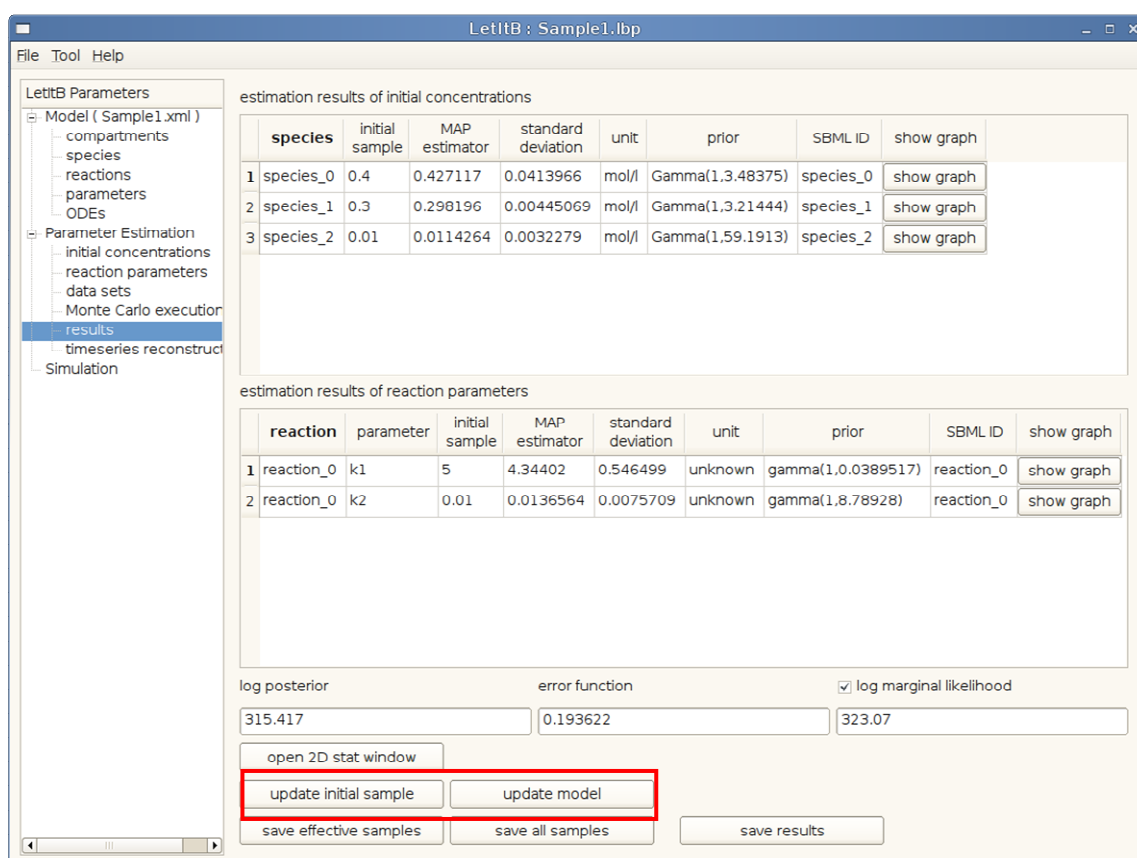 LetItB : Sample1.lbp
File Tool Help
LetItB Parameters
Model ( Sample1.xml )
compartments
species
reactions
parameters
ODEs
Parameter Estimation
initial concentrations
reaction parameters
data sets
Monte Carlo execution
results
timeseries reconstruct
Simulation
estimation results of initial concentrations
species initial sample MAP estimator standard deviation unit prior SBML ID show graph
1 species_0 0.4 0.427117 0.0413966 mol/l Gamma(1,3.48375) species_0 show graph
2 species_1 0.3 0.298196 0.00445069 mol/l Gamma(1,3.21444) species_1 show graph
3 species_2 0.01 0.0114264 0.0032279 mol/l Gamma(1,59.1913) species_2 show graph
estimation results of reaction parameters
reaction parameter initial sample MAP estimator standard deviation unit prior SBML ID show graph
1 reaction_0 k1 5 4.34402 0.546499 unknown gamma(1,0.0389517) reaction_0 show graph
2 reaction_0 k2 0.01 0.0136564 0.0075709 unknown gamma(1,8.78928) reaction_0 show graph
log posterior error function log marginal likelihood
315.417 0.193622 323.07
open 2D stat window
update initial sample update model
save effective samples save all samples save results